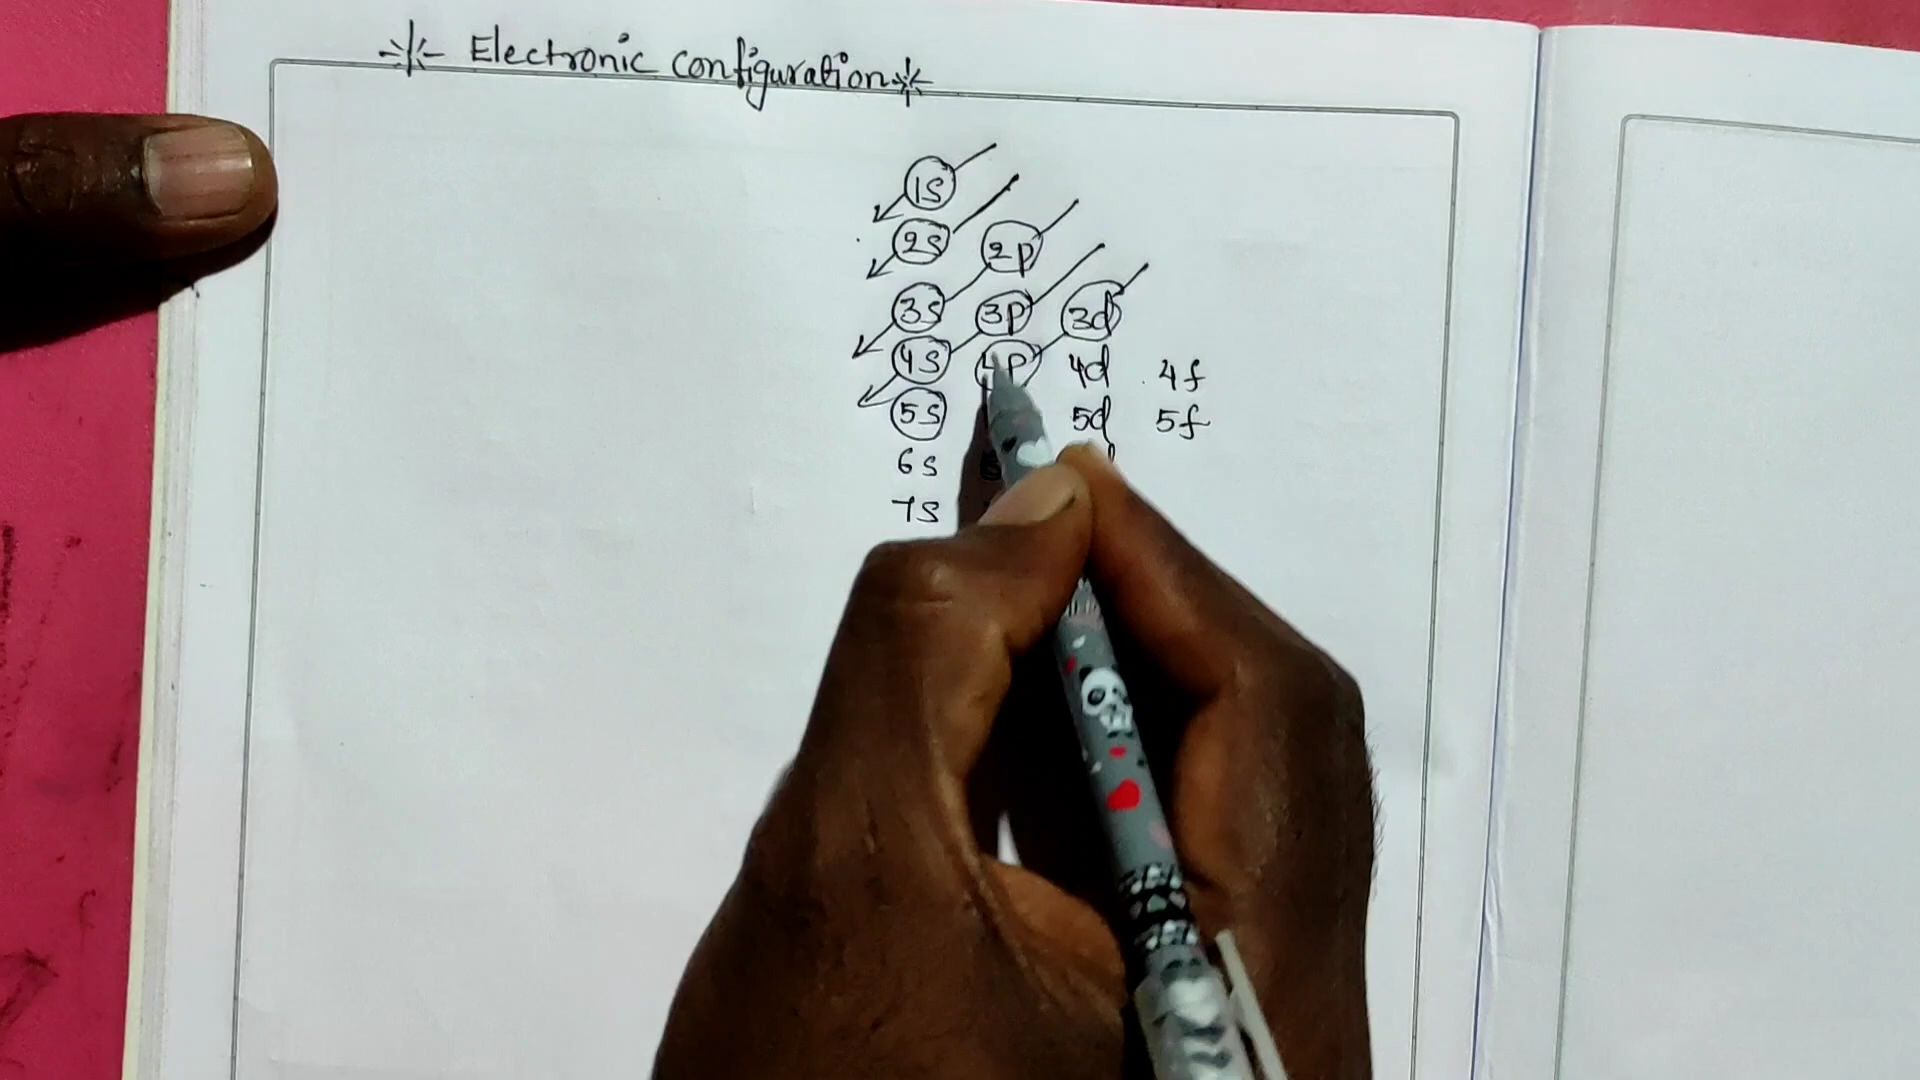 Electronic configuration
1s
2s 2p
3s 3p 3d
4s 4p 4d 4f
5s 5d 5f
6s
7s